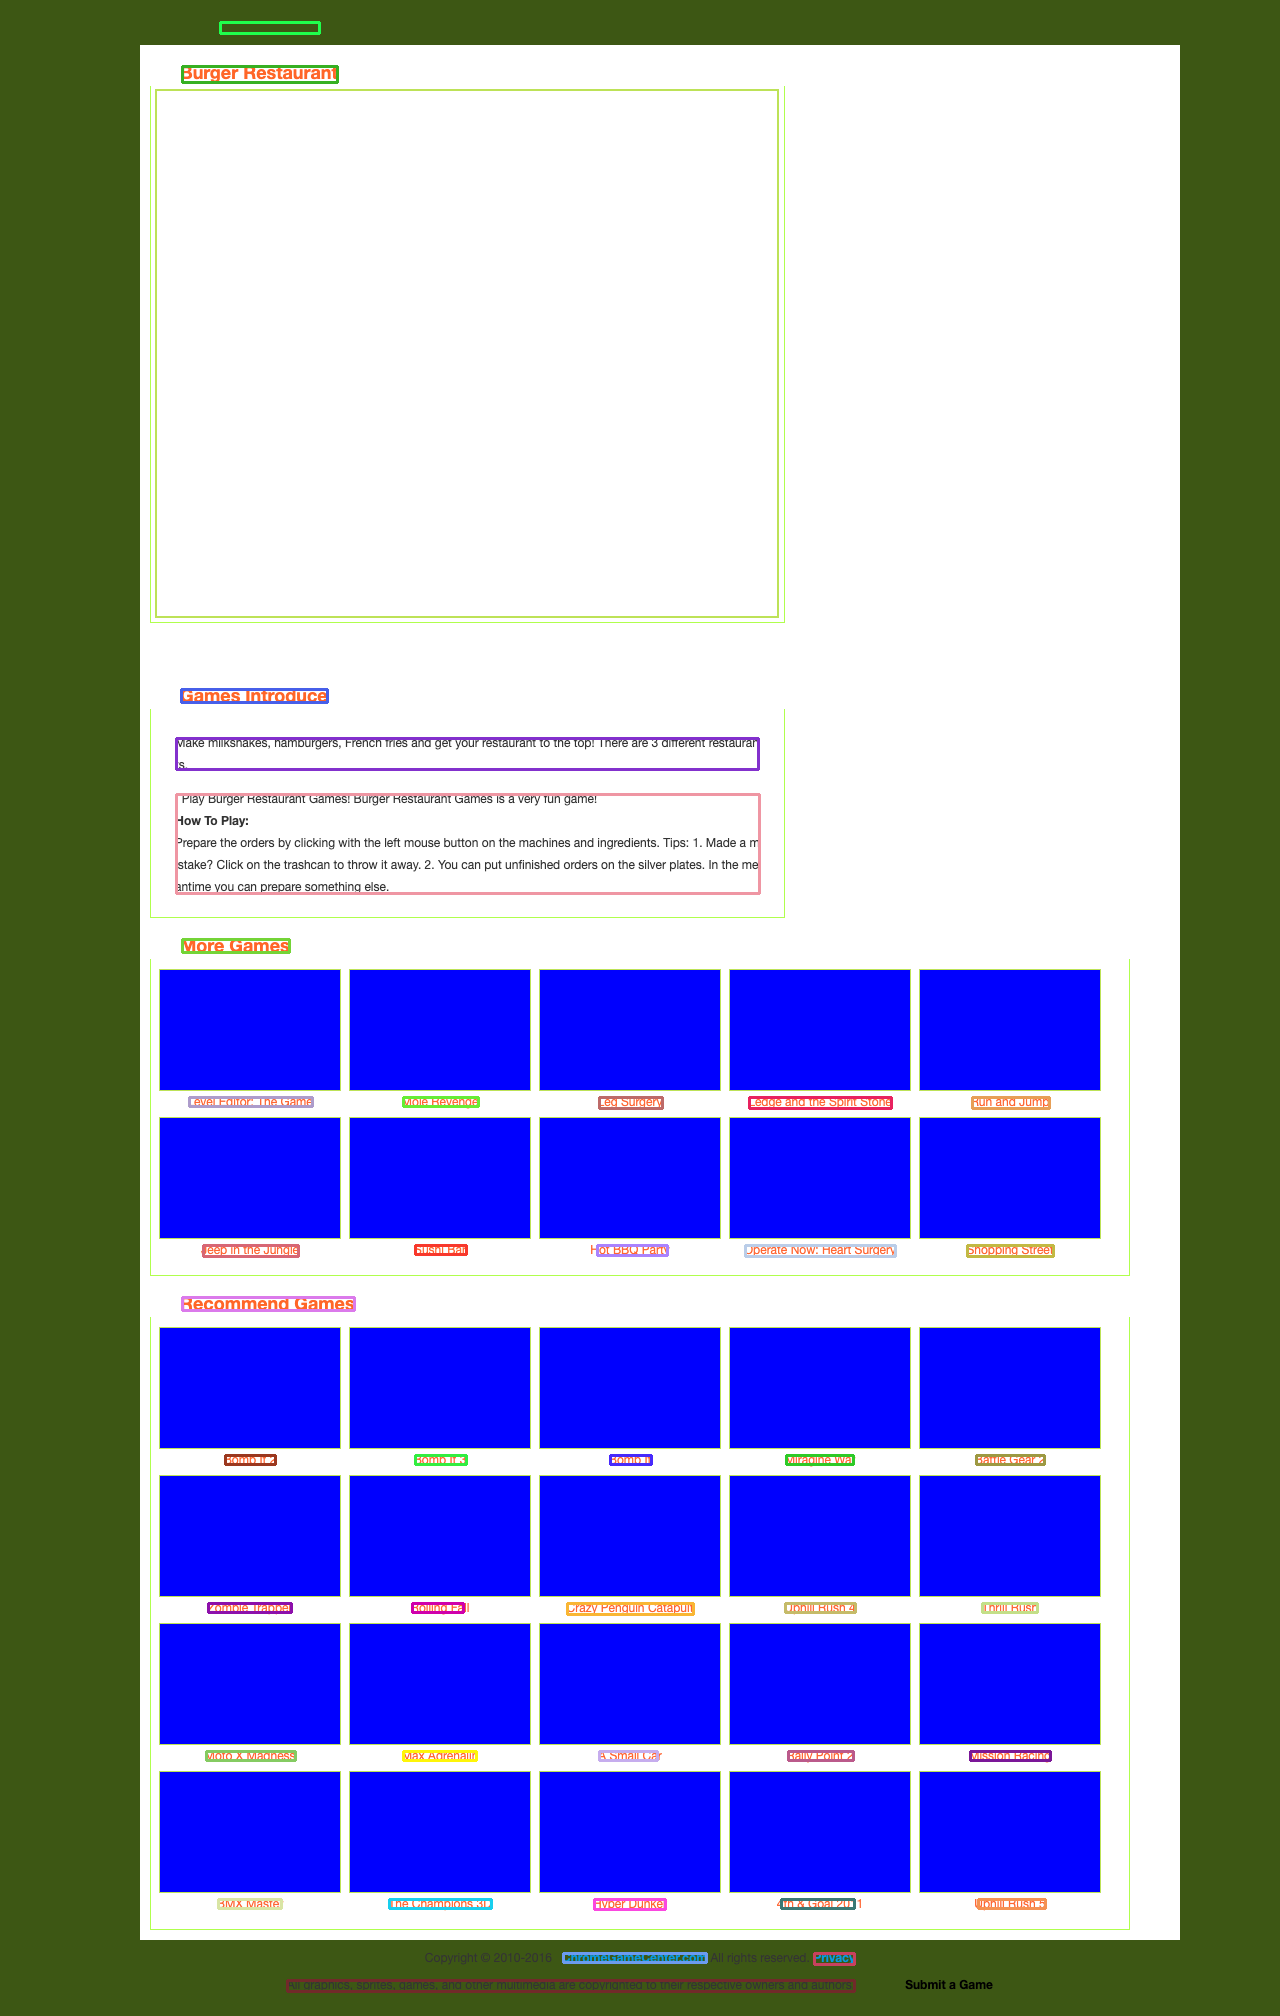 Burger Restaurant
Games Introduce
Make milkshakes, hamburgers, French fries and get your restaurant to the top! There are 3 different restauran
ts.
Play Burger Restaurant Games! Burger Restaurant Games is a very fun game!
How To Play:
Prepare the orders by clicking with the left mouse button on the machines and ingredients. Tips: 1. Made a m
istake? Click on the trashcan to throw it away. 2. You can put unfinished orders on the silver plates. In the me
antime you can prepare something else.
More Games
Level Editor: The Game Mole Revenge Leg Surgery Ledge and the Spirit Stone Run and Jump
Jeep in the Jungle Sushi Bar Hot BBQ Party Operate Now: Heart Surgery Shopping Street
Recommend Games
Bomb It 2 Bomb It 3 Bomb It Miragine War Battle Gear 2
Zombie Trapper Rolling Fall Crazy Penguin Catapult Uphill Rush 4 Thrill Rush
Moto X Madness Max Adrenalin A Small Car Rally Point 2 Mission Racing
BMX Master The Champions 3D Hyper Dunker 4th & Goal 2011 Uphill Rush 5
Copyright © 2010-2016 ChromeGameCenter.com All rights reserved. Privacy
All graphics, sprites, games, and other multimedia are copyrighted to their respective owners and authors. Submit a Game